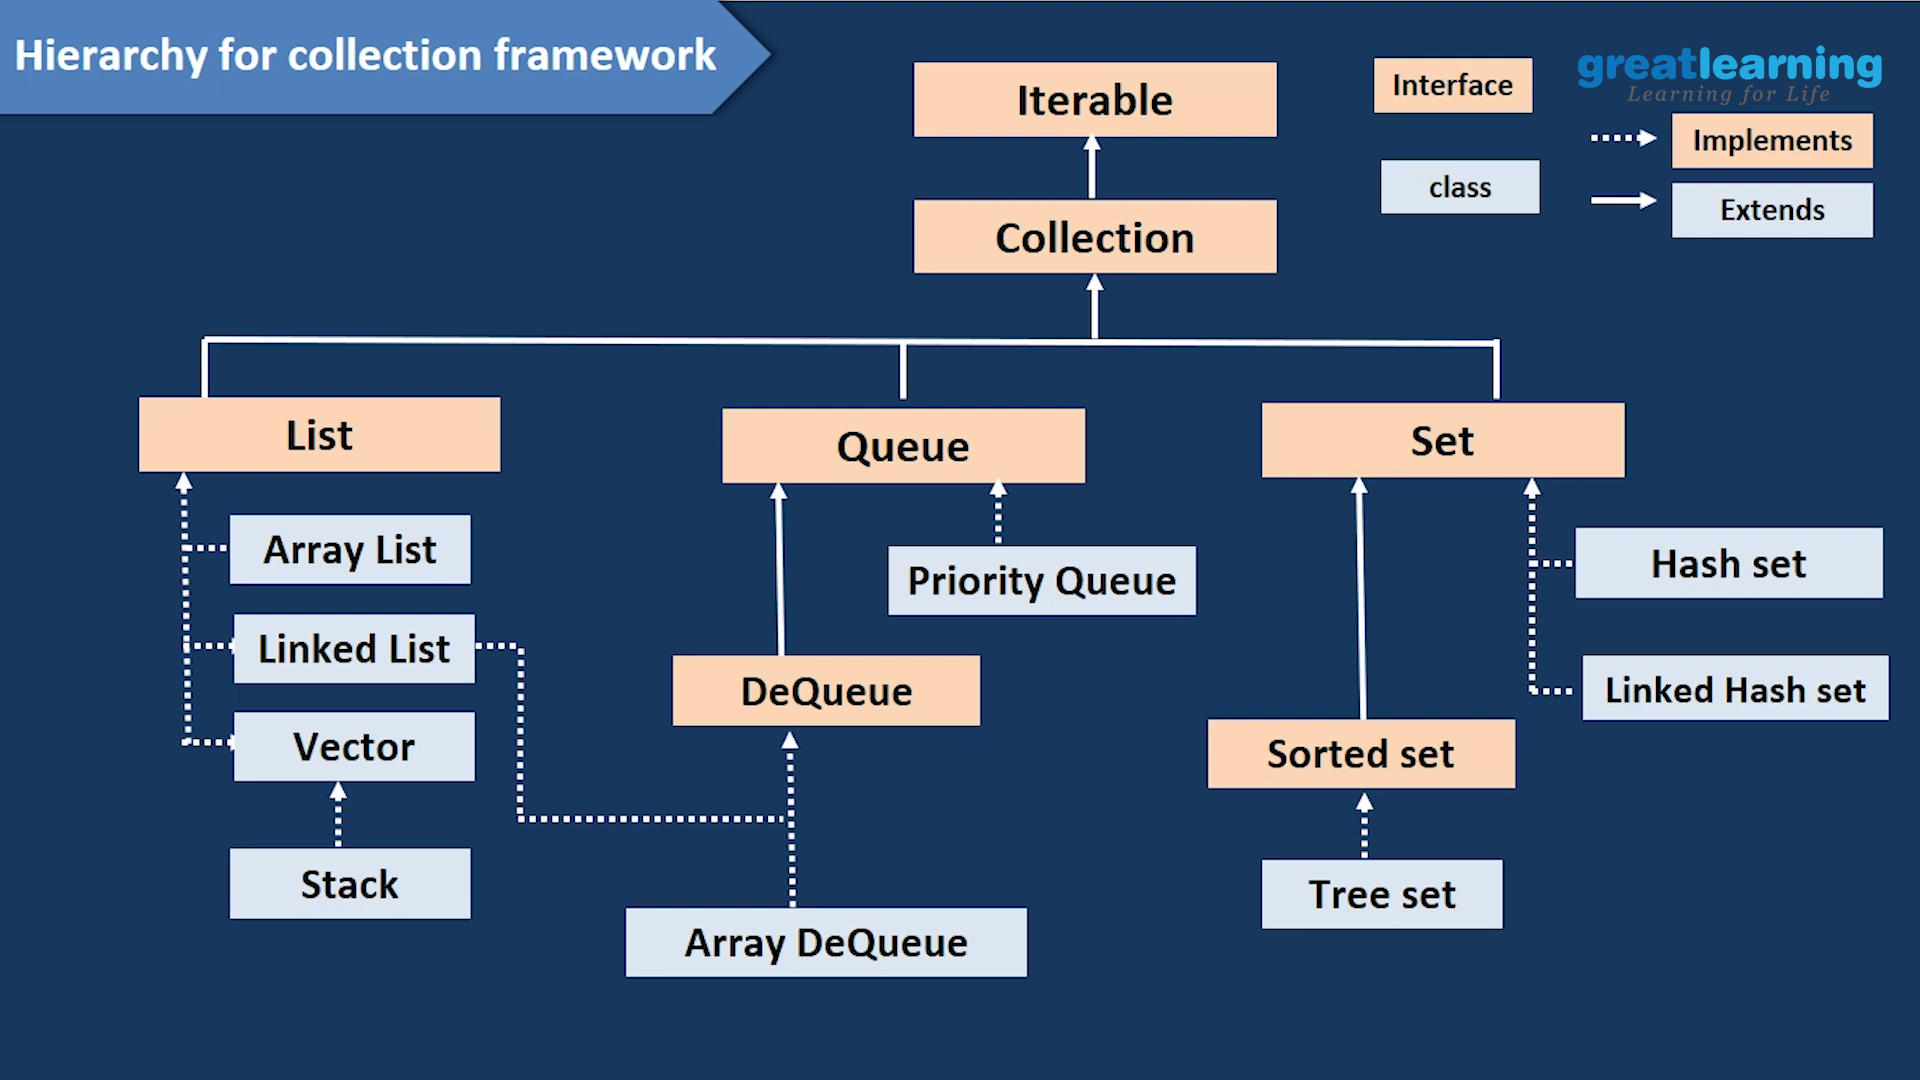 Hierarchy for collection framework
greatlearning
Learning for Life
Iterable
Interface
Implements
Collection
class
Extends
List
Queue
Set
Array List
Priority Queue
Hash set
Linked List
DeQueue
Linked Hash set
Vector
Sorted set
Stack
Tree set
Array DeQueue